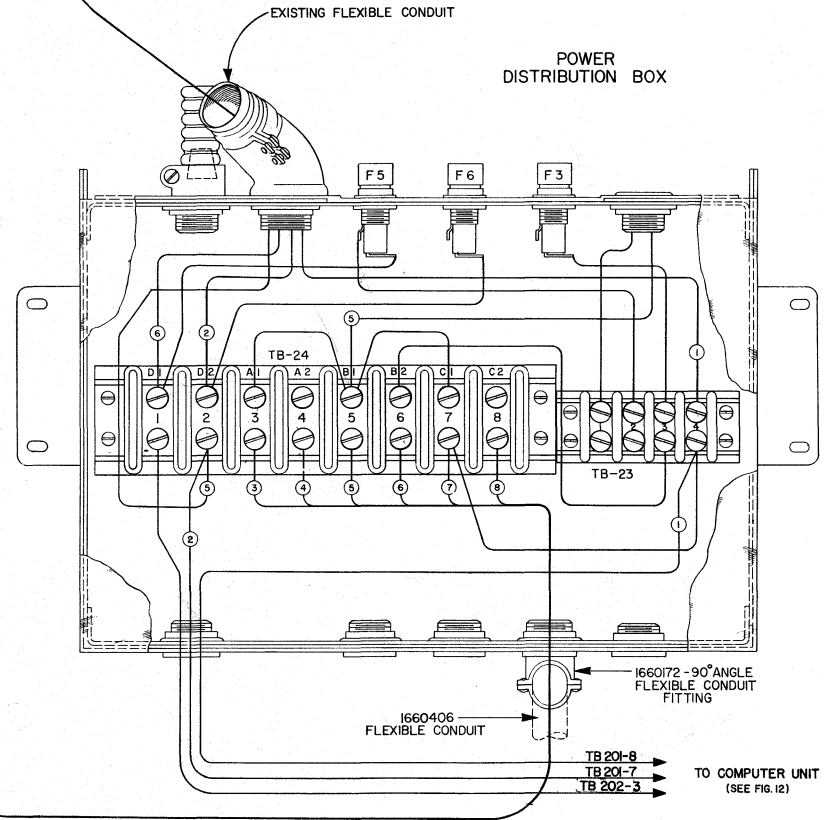 EXISTING FLEXIBLE CONDUIT
POWER
DISTRIBUTION BOX
F5 F6 F3
6 2 5 1
TB-24
D1 D2 A1 A2 B1 B2 C1 C2
1 2 3 4 5 6 7 8
1 2 3 4
TB-23
5 3 4 5 6 7 8
2 1
1660172-90° ANGLE
FLEXIBLE CONDUIT
FITTING
1660406
FLEXIBLE CONDUIT
TB 201-8
TB 201-7
TB 202-3
TO COMPUTER UNIT
(SEE FIG. 12)